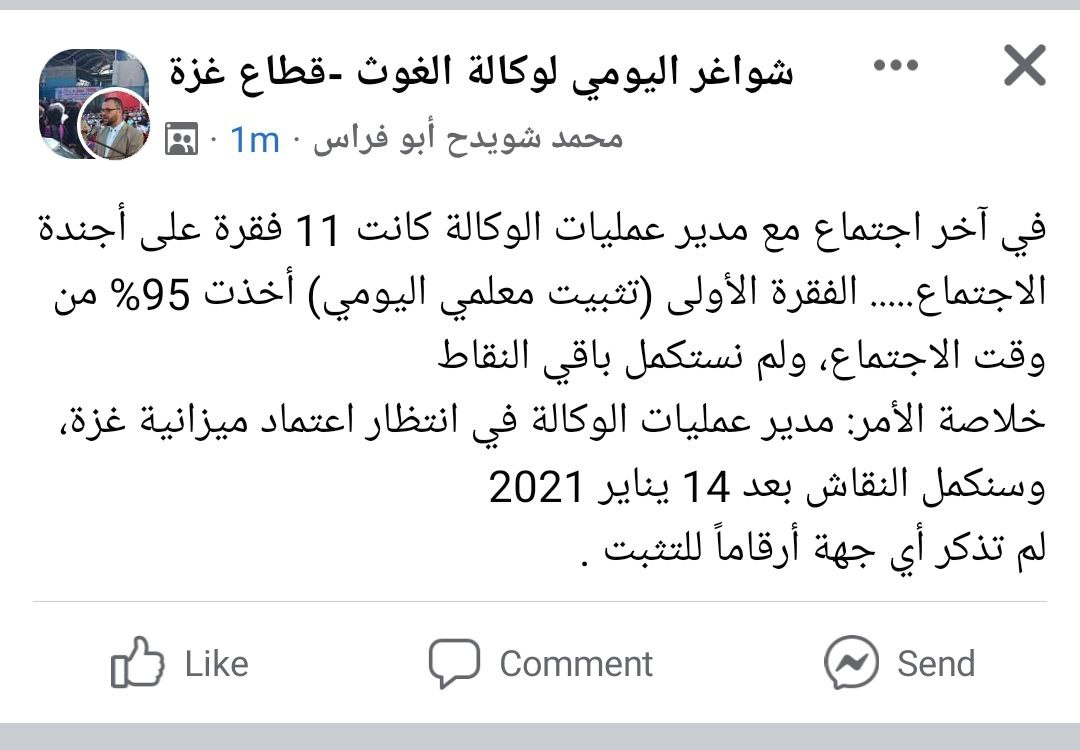 شواغر اليومي لوكالة الغوث -قطاع غزة
محمد شويدح أبو فراس · 1m ·
في آخر اجتماع مع مدير عمليات الوكالة كانت 11 فقرة على أجندة
الاجتماع..... الفقرة الأولى (تثبيت معلمي اليومي) أخذت 95% من
وقت الاجتماع، ولم نستكمل باقي النقاط
خلاصة الأمر: مدير عمليات الوكالة في انتظار اعتماد ميزانية غزة،
وسنكمل النقاش بعد 14 يناير 2021
لم تذكر أي جهة أرقاماً للتثبت .
Like Comment Send